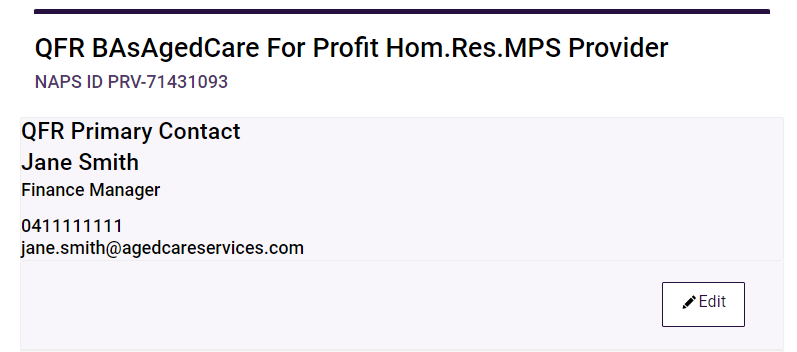 QFR BAsAgedCare For Profit Hom.Res.MPS Provider
NAPS ID PRV-71431093
QFR Primary Contact
Jane Smith
Finance Manager
0411111111
jane.smith@agedcareservices.com
Edit